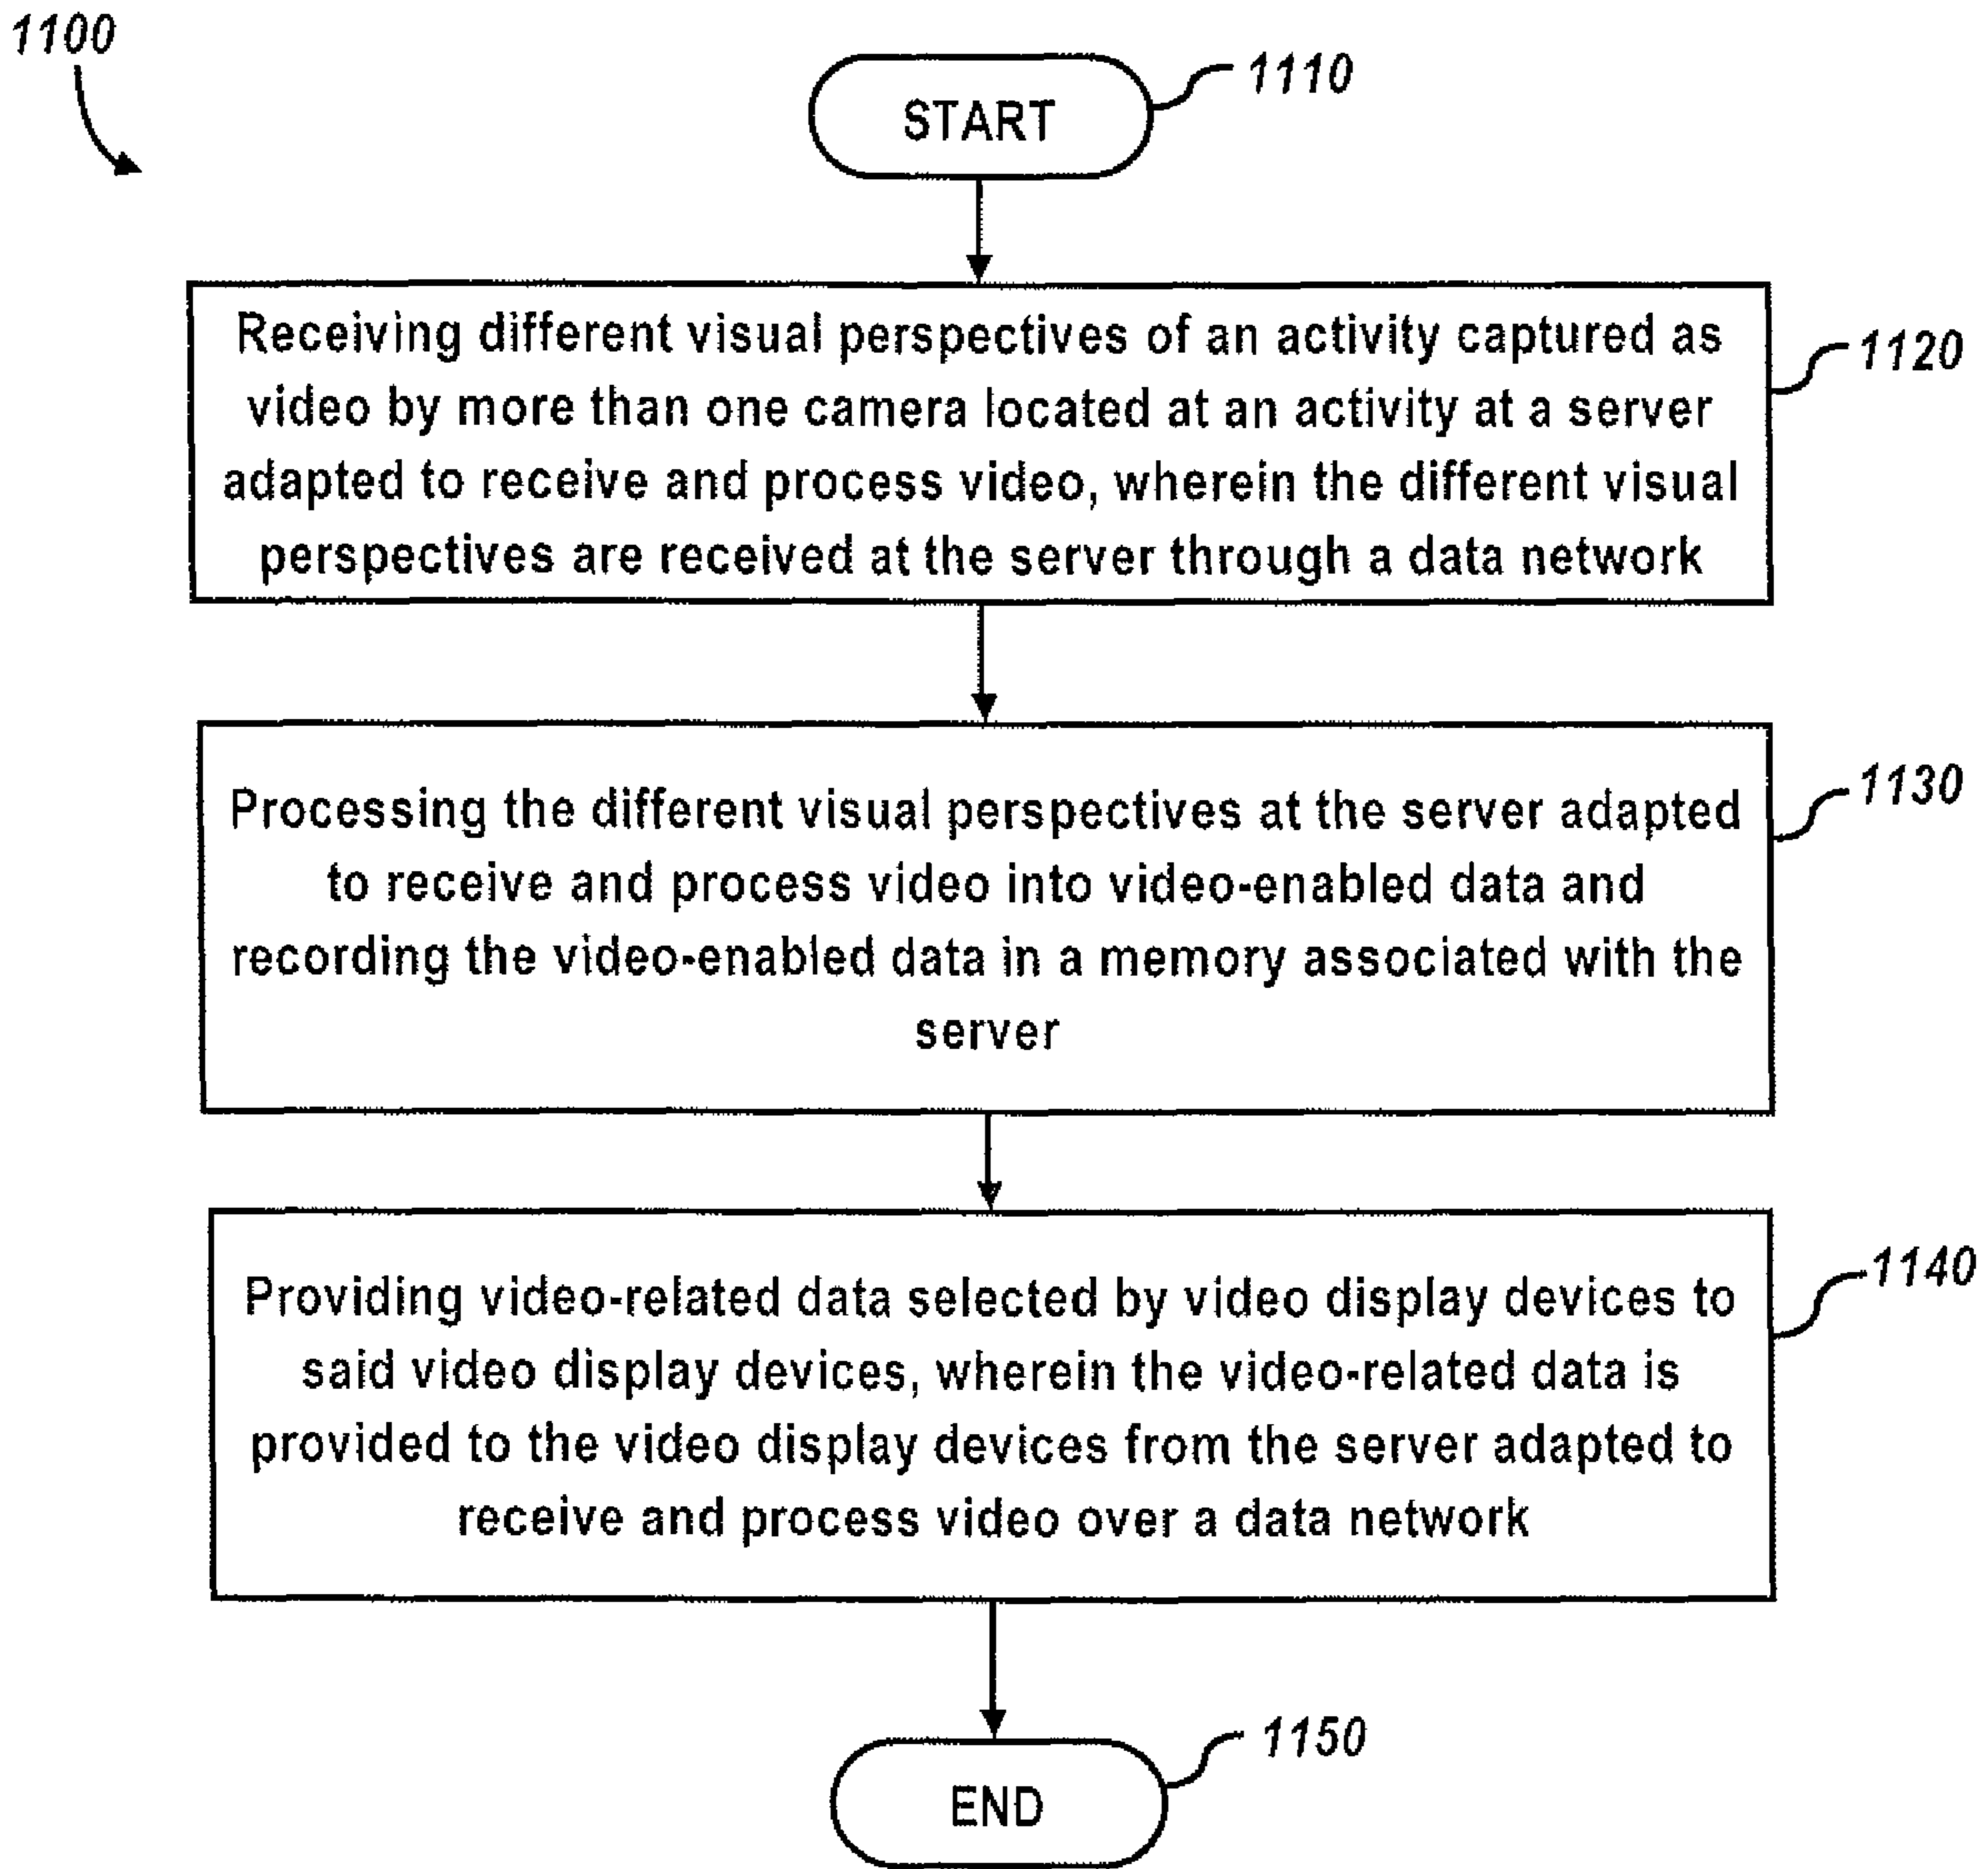 1100
START
1110
Receiving different visual perspectives of an activity captured as
video by more than one camera located at an activity at a server
adapted to receive and process video, wherein the different visual
perspectives are received at the server through a data network
1120
Processing the different visual perspectives at the server adapted
to receive and process video into video-enabled data and
recording the video-enabled data in a memory associated with the
server
1130
Providing video-related data selected by video display devices to
said video display devices, wherein the video-related data is
provided to the video display devices from the server adapted to
receive and process video over a data network
1140
END
1150